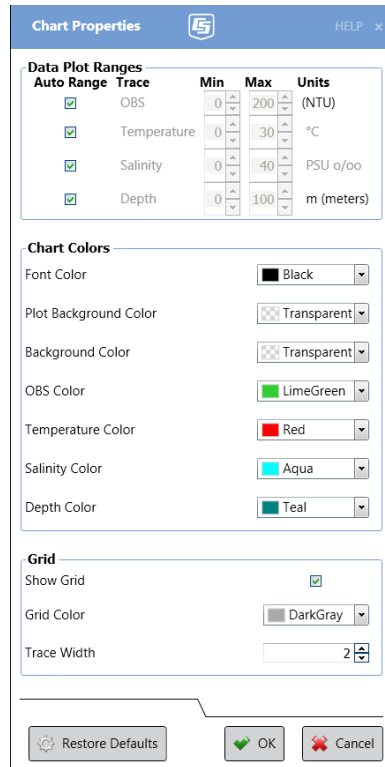 Chart Properties HELP ×
Data Plot Ranges
Auto Range Trace Min Max Units
OBS 0 200 (NTU)
Temperature 0 30 °C
Salinity 0 40 PSU o/oo
Depth 0 100 m (meters)
Chart Colors
Font Color Black
Plot Background Color Transparent
Background Color Transparent
OBS Color LimeGreen
Temperature Color Red
Salinity Color Aqua
Depth Color Teal
Grid
Show Grid
Grid Color DarkGray
Trace Width 2
Restore Defaults OK Cancel